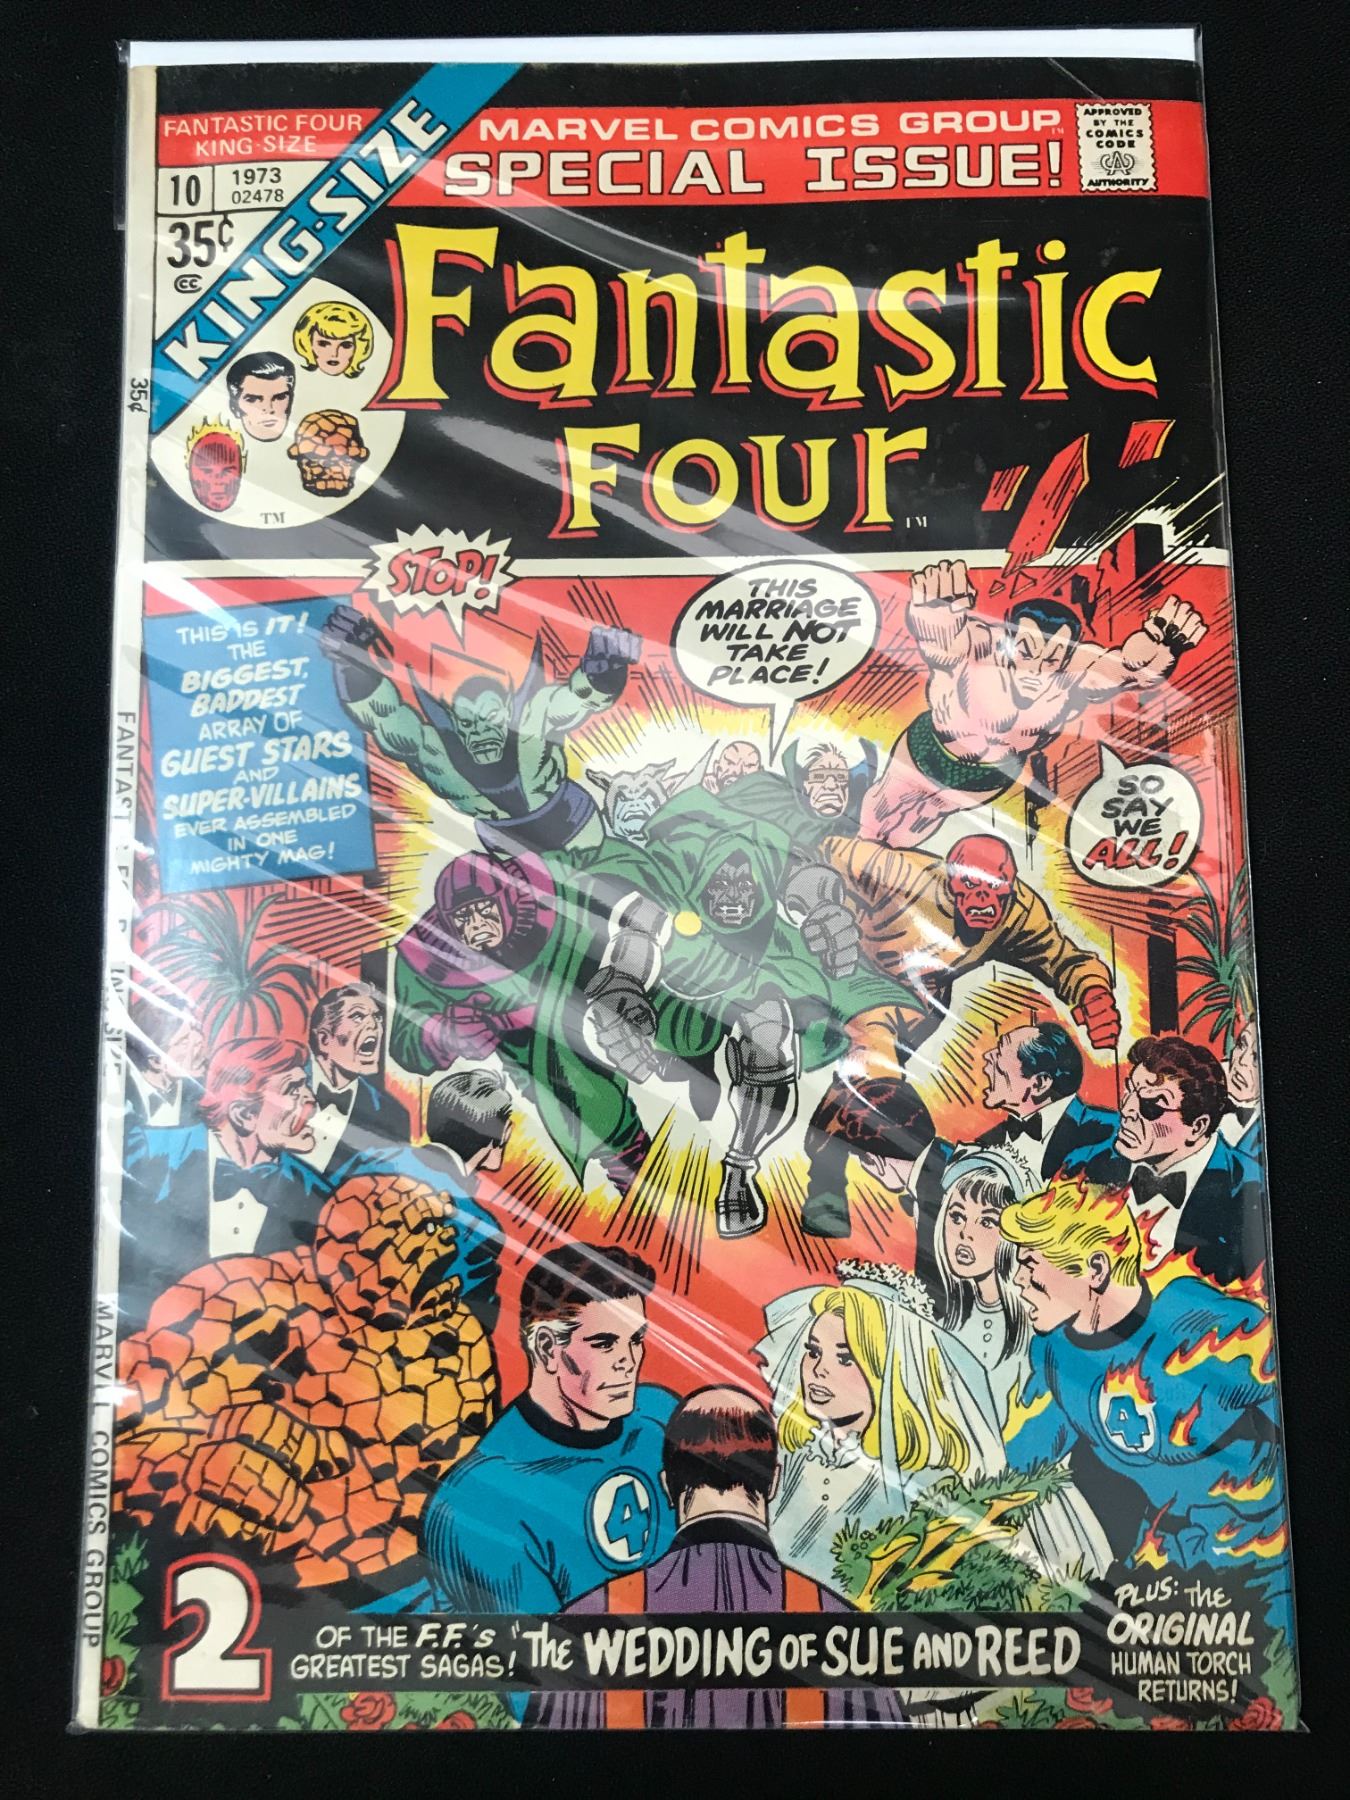 FANTASTIC FOUR
KING-SIZE
10
1973
02478
35¢
CC
KING-SIZE
MARVEL COMICS GROUP TM
SPECIAL ISSUE!
APPROVED
BY THE
COMICS
CODE
CA
AUTHORITY
Fantastic
Four TM
TM
STOP!
THIS IS IT!
THE
BIGGEST,
BADDEST
ARRAY OF
GUEST STARS
AND
SUPER-VILLAINS
EVER ASSEMBLED
IN ONE
MIGHTY MAG!
THIS
MARRIAGE
WILL NOT
TAKE
PLACE!
SO
SAY
WE
ALL!
4
4
2
OF THE F.F.'s
GREATEST SAGAS!
"The WEDDING OF SUE AND REED
PLUS: THE
ORIGINAL
HUMAN TORCH
RETURNS!
35¢
MARVEL COMICS GROUP